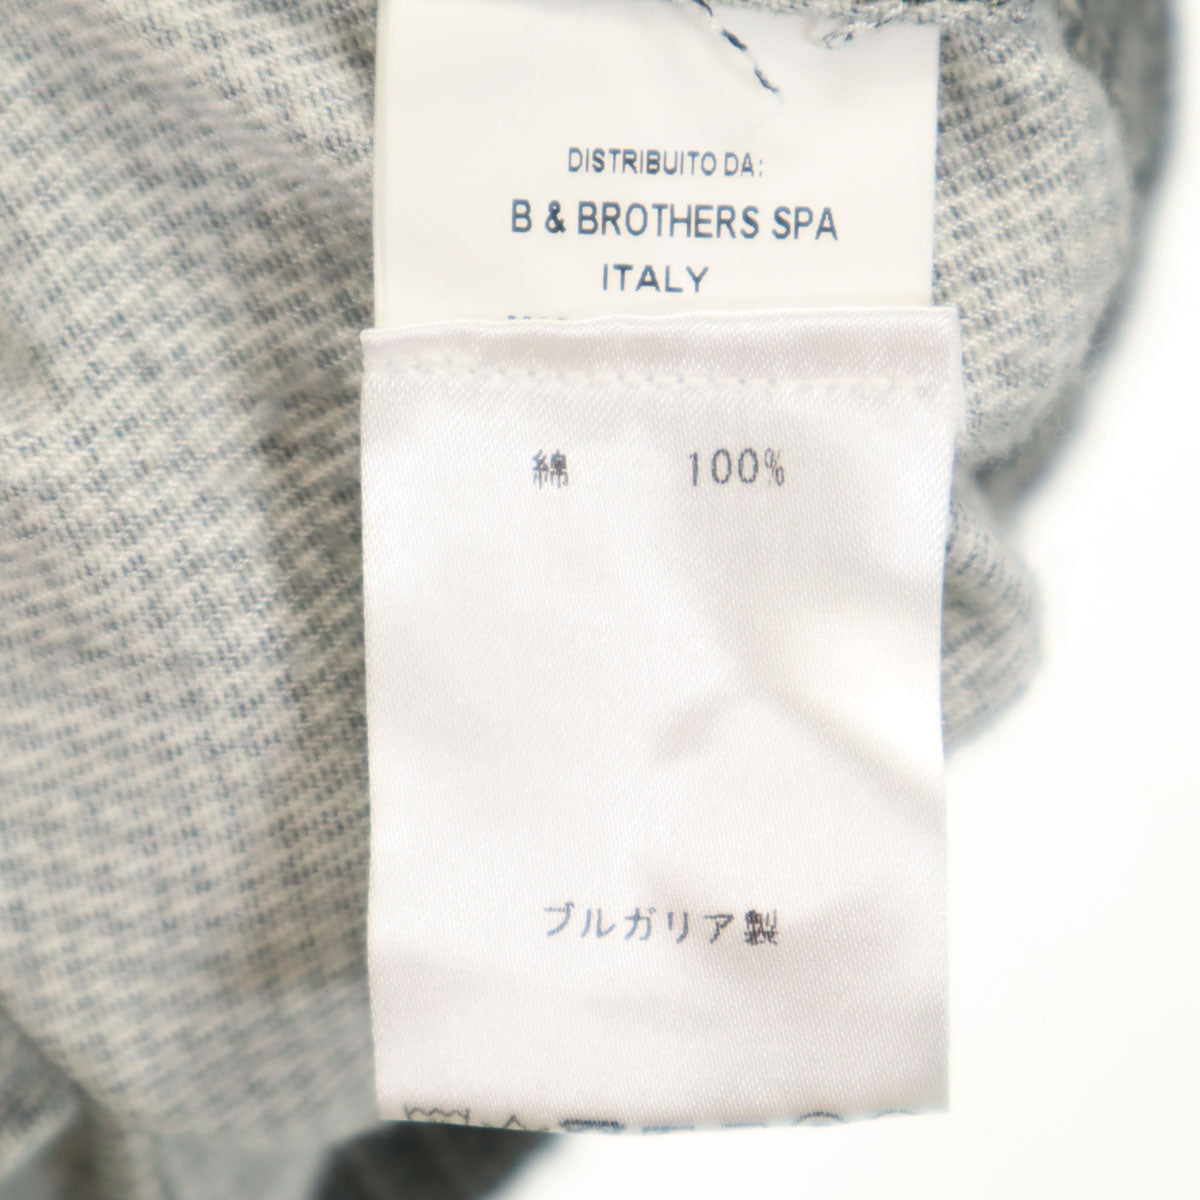 DISTRIBUITO DA:
B & BROTHERS SPA
ITALY
綿 100%
ブルガリア製